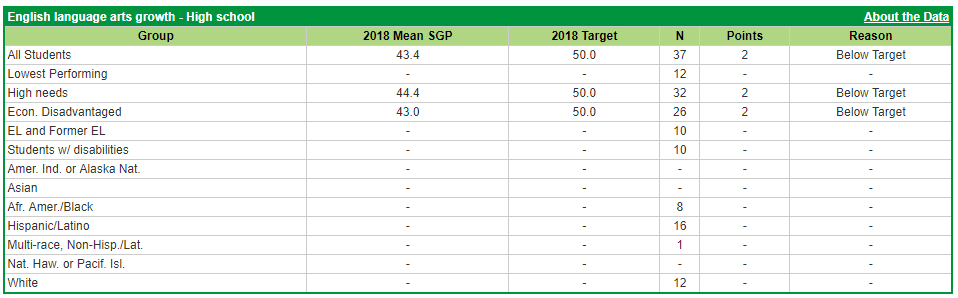 English language arts growth - High school About the Data
Group 2018 Mean SGP 2018 Target N Points Reason
All Students 43.4 50.0 37 2 Below Target
Lowest Performing - - 12 - -
High needs 44.4 50.0 32 2 Below Target
Econ. Disadvantaged 43.0 50.0 26 2 Below Target
EL and Former EL - - 10 - -
Students w/ disabilities - - 10 - -
Amer. Ind. or Alaska Nat. - - - - -
Asian - - - - -
Afr. Amer./Black - - 8 - -
Hispanic/Latino - - 16 - -
Multi-race, Non-Hisp./Lat. - - 1 - -
Nat. Haw. or Pacif. Isl. - - - - -
White - - 12 - -